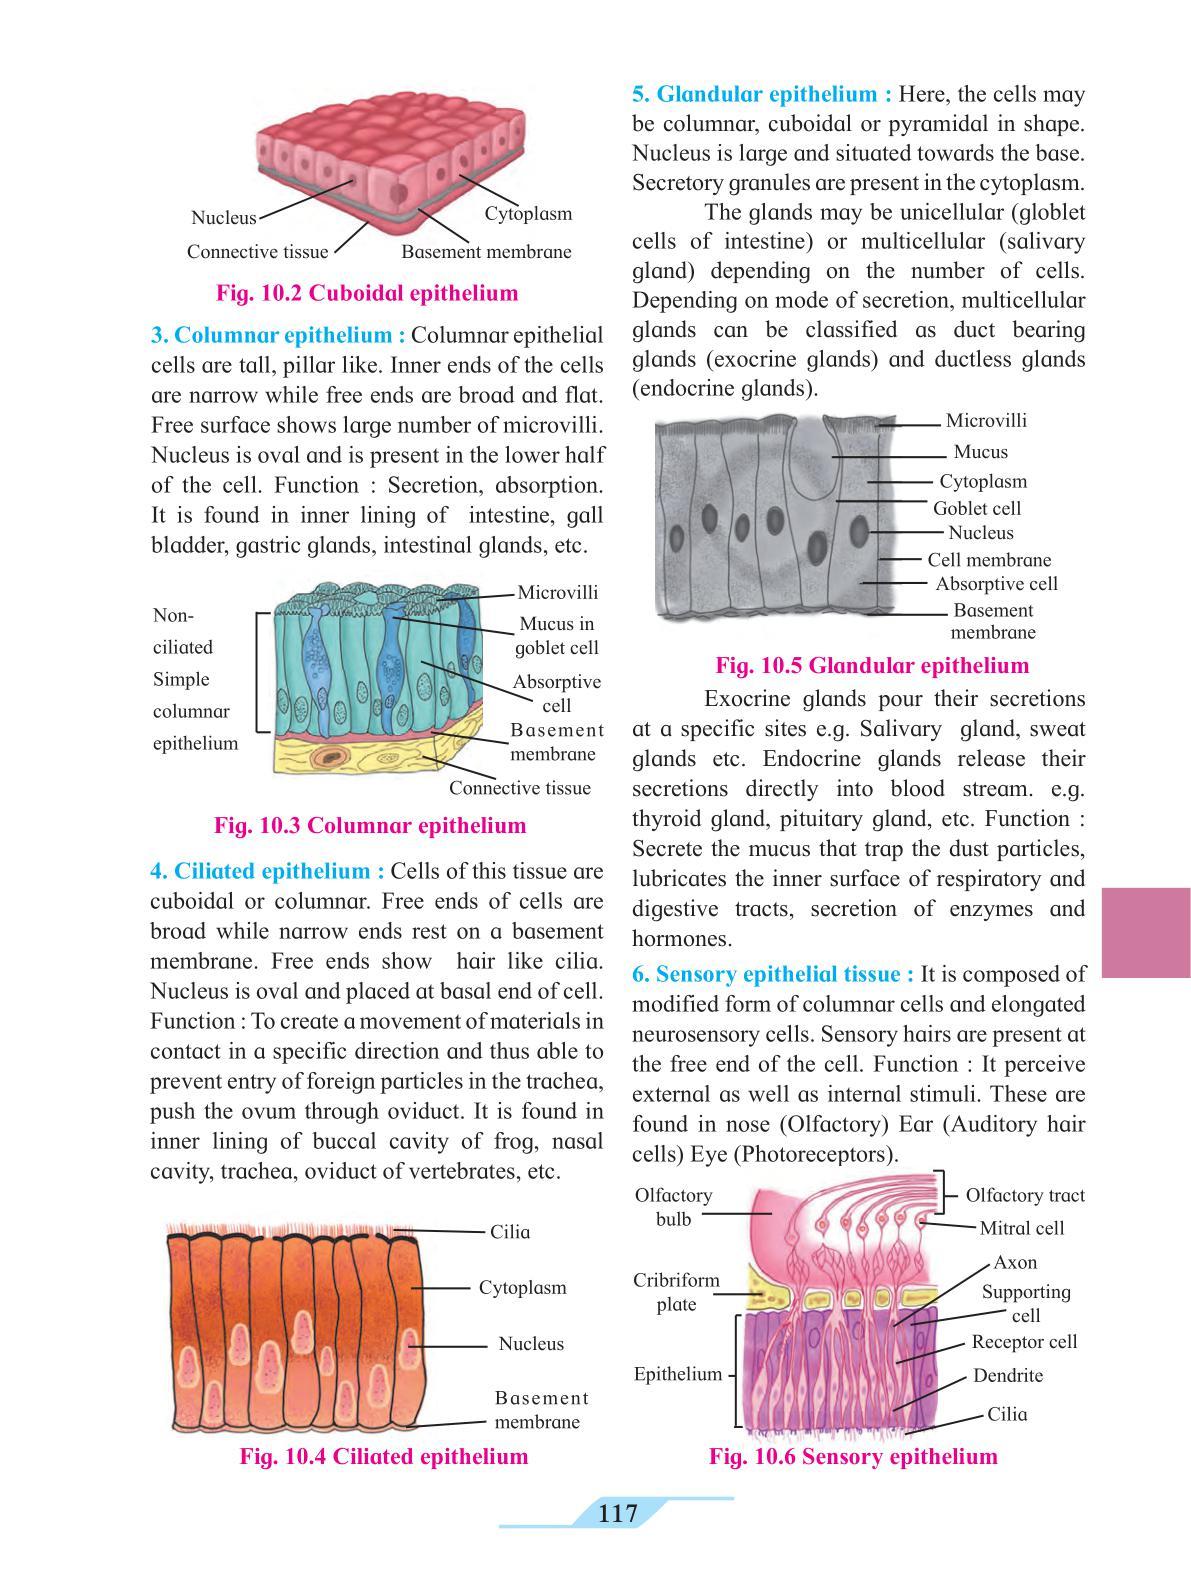 Nucleus
Cytoplasm
Connective tissue
Basement membrane
Fig. 10.2 Cuboidal epithelium
3. Columnar epithelium : Columnar epithelial
cells are tall, pillar like. Inner ends of the cells
are narrow while free ends are broad and flat.
Free surface shows large number of microvilli.
Nucleus is oval and is present in the lower half
of the cell. Function : Secretion, absorption.
It is found in inner lining of intestine, gall
bladder, gastric glands, intestinal glands, etc.
Non-
ciliated
Simple
columnar
epithelium
Microvilli
Mucus in
goblet cell
Absorptive
cell
Basement
membrane
Connective tissue
Fig. 10.3 Columnar epithelium
4. Ciliated epithelium : Cells of this tissue are
cuboidal or columnar. Free ends of cells are
broad while narrow ends rest on a basement
membrane. Free ends show hair like cilia.
Nucleus is oval and placed at basal end of cell.
Function : To create a movement of materials in
contact in a specific direction and thus able to
prevent entry of foreign particles in the trachea,
push the ovum through oviduct. It is found in
inner lining of buccal cavity of frog, nasal
cavity, trachea, oviduct of vertebrates, etc.
Cilia
Cytoplasm
Nucleus
Basement
membrane
Fig. 10.4 Ciliated epithelium
5. Glandular epithelium : Here, the cells may
be columnar, cuboidal or pyramidal in shape.
Nucleus is large and situated towards the base.
Secretory granules are present in the cytoplasm.
The glands may be unicellular (globlet
cells of intestine) or multicellular (salivary
gland) depending on the number of cells.
Depending on mode of secretion, multicellular
glands can be classified as duct bearing
glands (exocrine glands) and ductless glands
(endocrine glands).
Microvilli
Mucus
Cytoplasm
Goblet cell
Nucleus
Cell membrane
Absorptive cell
Basement
membrane
Fig. 10.5 Glandular epithelium
Exocrine glands pour their secretions
at a specific sites e.g. Salivary gland, sweat
glands etc. Endocrine glands release their
secretions directly into blood stream. e.g.
thyroid gland, pituitary gland, etc. Function :
Secrete the mucus that trap the dust particles,
lubricates the inner surface of respiratory and
digestive tracts, secretion of enzymes and
hormones.
6. Sensory epithelial tissue : It is composed of
modified form of columnar cells and elongated
neurosensory cells. Sensory hairs are present at
the free end of the cell. Function : It perceive
external as well as internal stimuli. These are
found in nose (Olfactory) Ear (Auditory hair
cells) Eye (Photoreceptors).
Olfactory
bulb
Cribriform
plate
Epithelium
Olfactory tract
Mitral cell
Axon
Supporting
cell
Receptor cell
Dendrite
Cilia
Fig. 10.6 Sensory epithelium
117